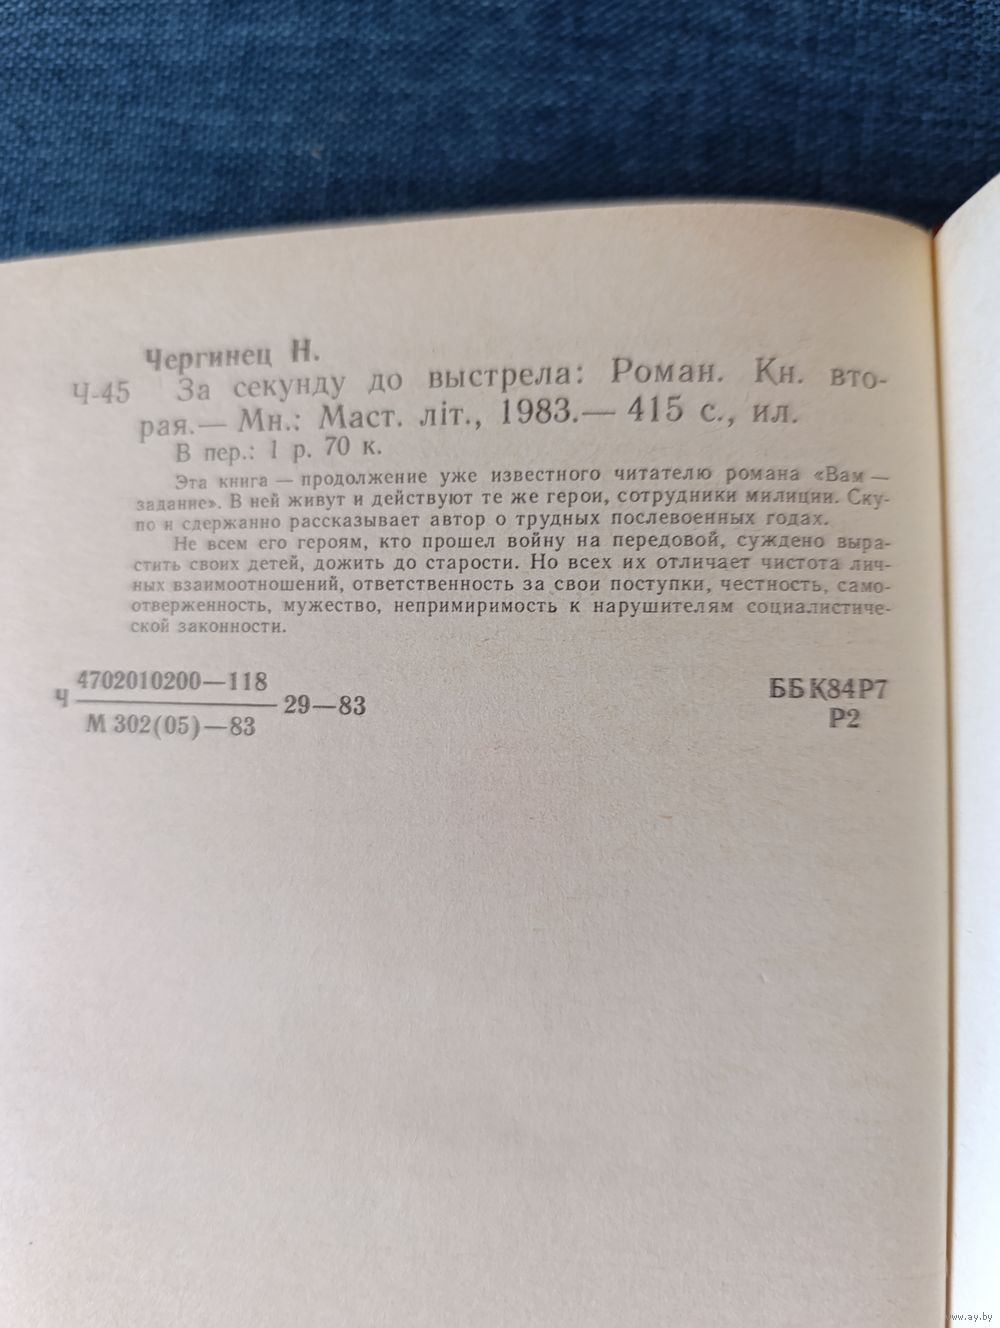 Чергинец Н.
Ч-45 За секунду до выстрела: Роман. Кн. вто-
рая.— Мн.: Маст. літ., 1983.— 415 с., ил.
В пер.: 1 р. 70 к.
Эта книга — продолжение уже известного читателю романа «Вам —
задание». В ней живут и действуют те же герои, сотрудники милиции. Ску-
по и сдержанно рассказывает автор о трудных послевоенных годах.
Не всем его героям, кто прошел войну на передовой, суждено выра-
стить своих детей, дожить до старости. Но всех их отличает чистота лич-
ных взаимоотношений, ответственность за свои поступки, честность, само-
отверженность, мужество, непримиримость к нарушителям социалистиче-
ской законности.
4702010200—118
Ч 29—83
М 302(05)—83
ББК84Р7
Р2
www.ay.by